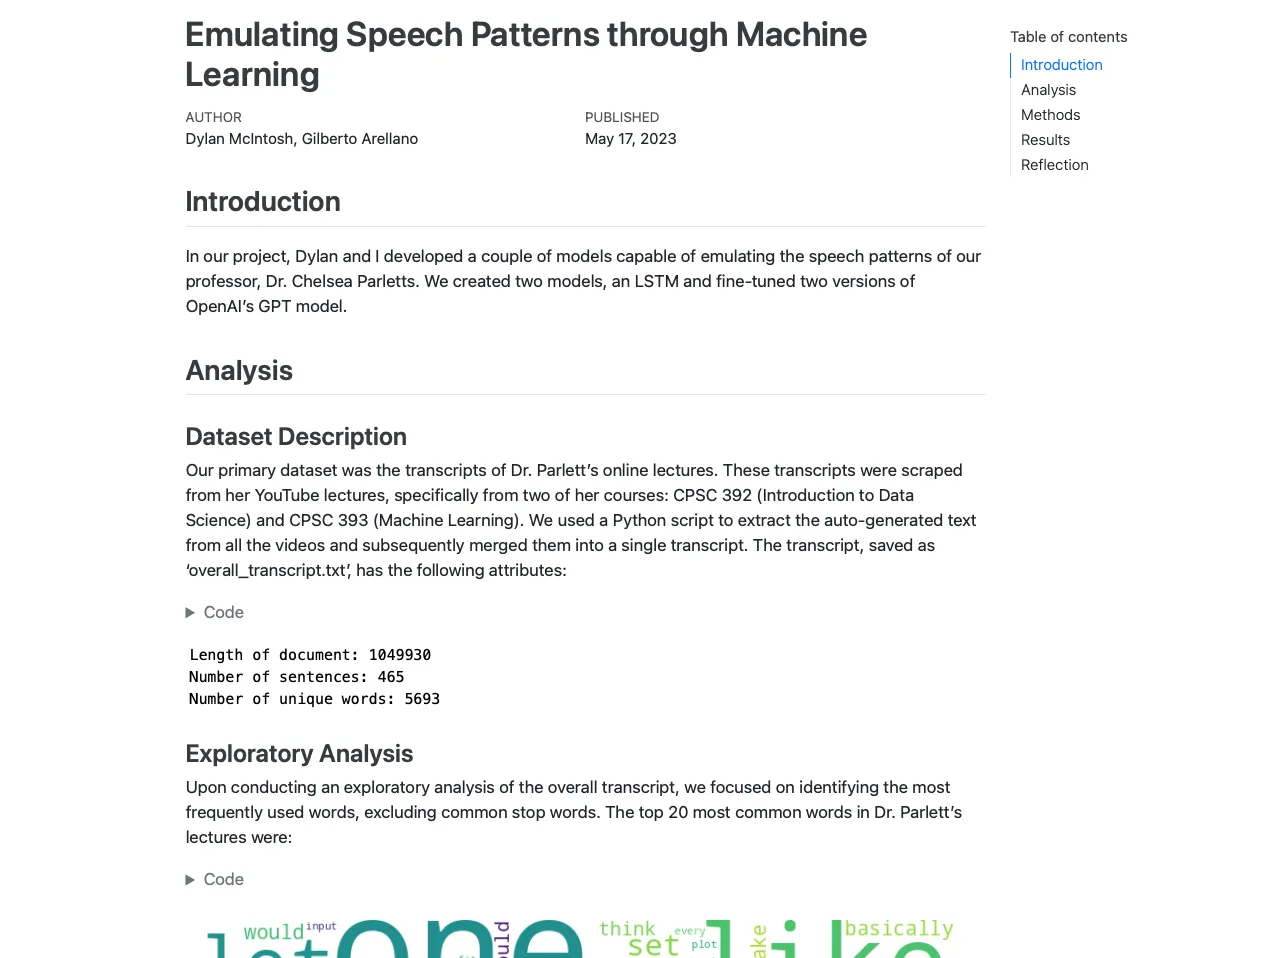 Emulating Speech Patterns through Machine
Learning
AUTHOR
Dylan McIntosh, Gilberto Arellano
PUBLISHED
May 17, 2023
Table of contents
Introduction
Analysis
Methods
Results
Reflection
Introduction
In our project, Dylan and I developed a couple of models capable of emulating the speech patterns of our
professor, Dr. Chelsea Parletts. We created two models, an LSTM and fine-tuned two versions of
OpenAI’s GPT model.
Analysis
Dataset Description
Our primary dataset was the transcripts of Dr. Parlett’s online lectures. These transcripts were scraped
from her YouTube lectures, specifically from two of her courses: CPSC 392 (Introduction to Data
Science) and CPSC 393 (Machine Learning). We used a Python script to extract the auto-generated text
from all the videos and subsequently merged them into a single transcript. The transcript, saved as
‘overall_transcript.txt’, has the following attributes:
Code
Length of document: 1049930
Number of sentences: 465
Number of unique words: 5693
Exploratory Analysis
Upon conducting an exploratory analysis of the overall transcript, we focused on identifying the most
frequently used words, excluding common stop words. The top 20 most common words in Dr. Parlett’s
lectures were:
Code
would
input
one
think
every
set
plot
like
basically